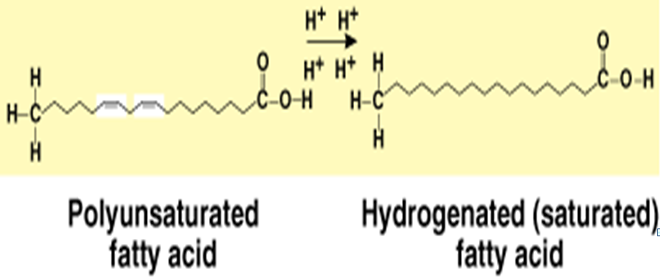 H⁺ H⁺
H⁺ H⁺
H
H-C
H
O
C-O-H
H
H-C
H
O
C-O-H
Polyunsaturated
fatty acid
Hydrogenated (saturated)
fatty acid